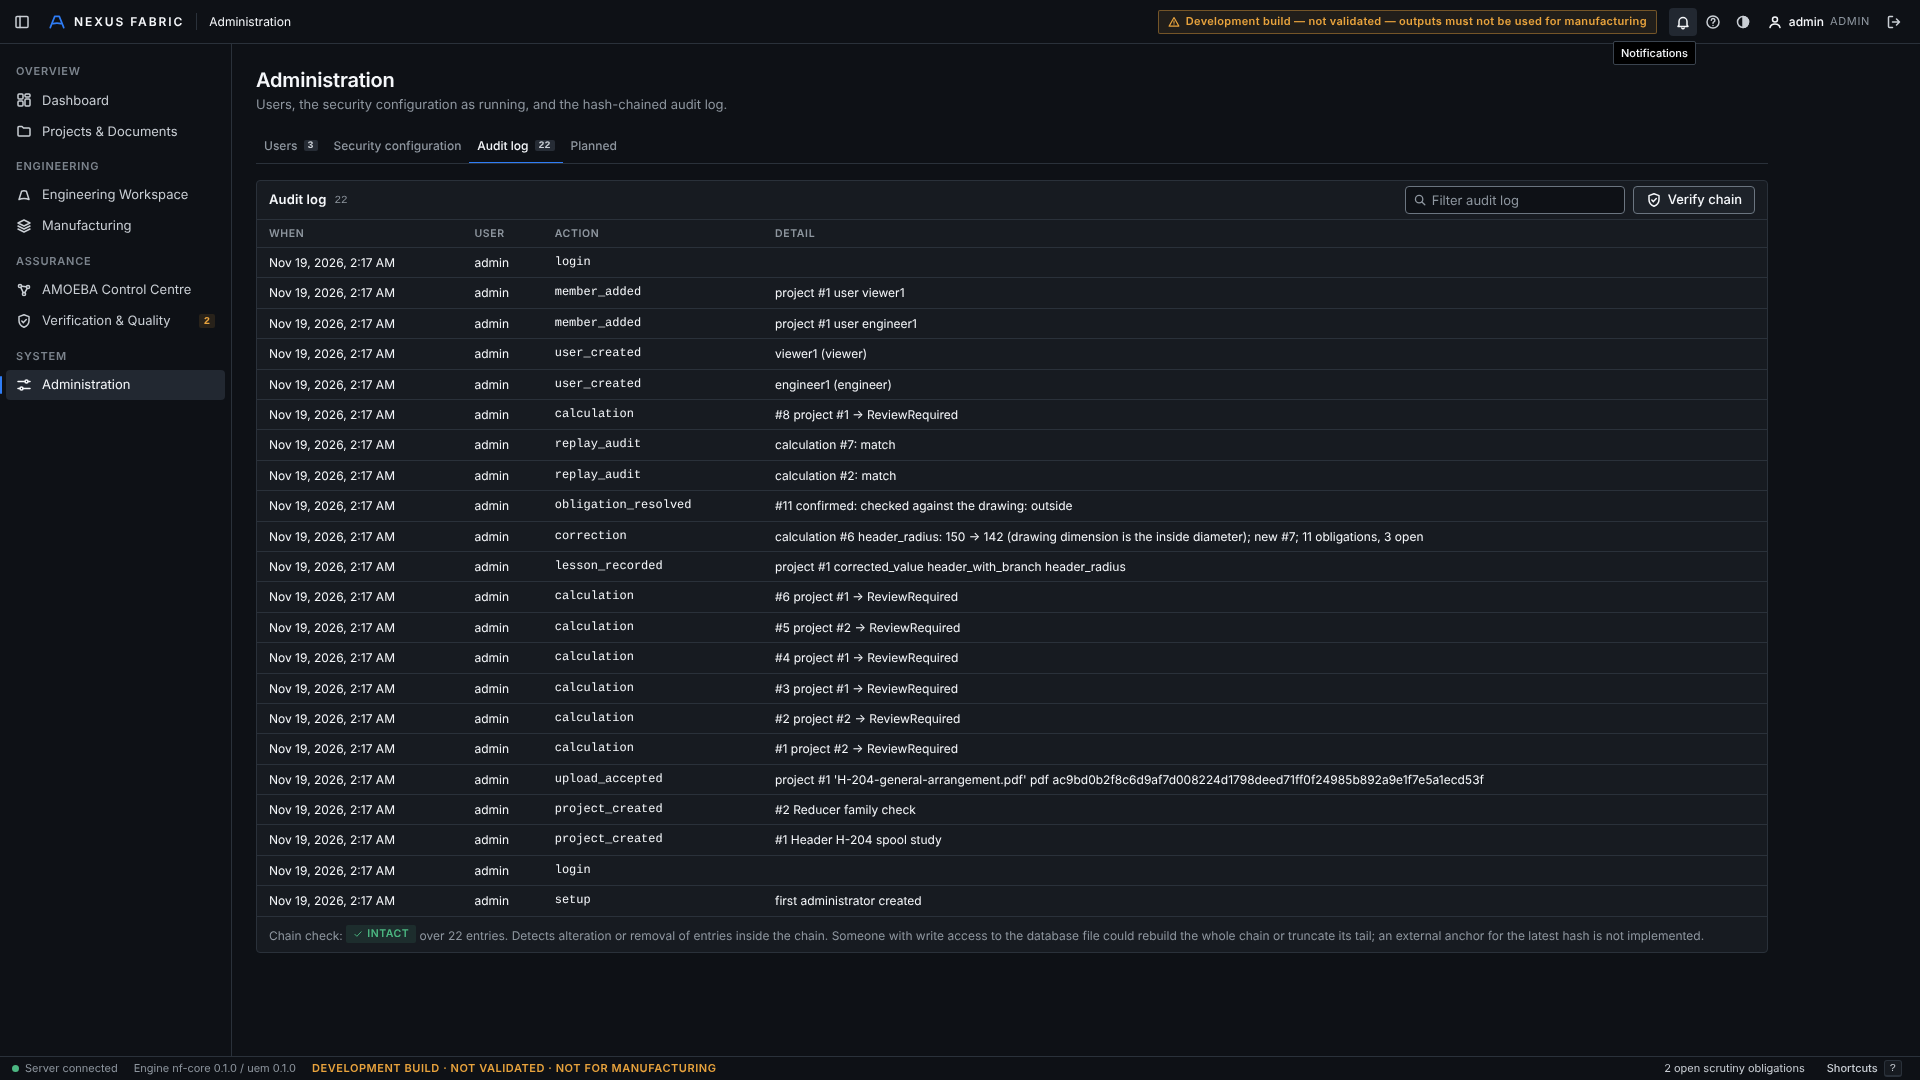 NEXUS FABRIC Administration
Development build — not validated — outputs must not be used for manufacturing
admin ADMIN
Notifications
OVERVIEW
Dashboard
Projects & Documents
ENGINEERING
Engineering Workspace
Manufacturing
ASSURANCE
AMOEBA Control Centre
Verification & Quality 2
SYSTEM
Administration
Administration
Users, the security configuration as running, and the hash-chained audit log.
Users 3 Security configuration Audit log 22 Planned
Audit log 22 Filter audit log Verify chain
WHEN USER ACTION DETAIL
Nov 19, 2026, 2:17 AM admin login
Nov 19, 2026, 2:17 AM admin member_added project #1 user viewer1
Nov 19, 2026, 2:17 AM admin member_added project #1 user engineer1
Nov 19, 2026, 2:17 AM admin user_created viewer1 (viewer)
Nov 19, 2026, 2:17 AM admin user_created engineer1 (engineer)
Nov 19, 2026, 2:17 AM admin calculation #8 project #1 → ReviewRequired
Nov 19, 2026, 2:17 AM admin replay_audit calculation #7: match
Nov 19, 2026, 2:17 AM admin replay_audit calculation #2: match
Nov 19, 2026, 2:17 AM admin obligation_resolved #11 confirmed: checked against the drawing: outside
Nov 19, 2026, 2:17 AM admin correction calculation #6 header_radius: 150 → 142 (drawing dimension is the inside diameter); new #7; 11 obligations, 3 open
Nov 19, 2026, 2:17 AM admin lesson_recorded project #1 corrected_value header_with_branch header_radius
Nov 19, 2026, 2:17 AM admin calculation #6 project #1 → ReviewRequired
Nov 19, 2026, 2:17 AM admin calculation #5 project #2 → ReviewRequired
Nov 19, 2026, 2:17 AM admin calculation #4 project #1 → ReviewRequired
Nov 19, 2026, 2:17 AM admin calculation #3 project #1 → ReviewRequired
Nov 19, 2026, 2:17 AM admin calculation #2 project #2 → ReviewRequired
Nov 19, 2026, 2:17 AM admin calculation #1 project #2 → ReviewRequired
Nov 19, 2026, 2:17 AM admin upload_accepted project #1 'H-204-general-arrangement.pdf' pdf ac9bd0b2f8c6d9af7d008224d1798deed71ff0f24985b892a9e1f7e5a1ecd53f
Nov 19, 2026, 2:17 AM admin project_created #2 Reducer family check
Nov 19, 2026, 2:17 AM admin project_created #1 Header H-204 spool study
Nov 19, 2026, 2:17 AM admin login
Nov 19, 2026, 2:17 AM admin setup first administrator created
Chain check: INTACT over 22 entries. Detects alteration or removal of entries inside the chain. Someone with write access to the database file could rebuild the whole chain or truncate its tail; an external anchor for the latest hash is not implemented.
Server connected Engine nf-core 0.1.0 / uem 0.1.0 DEVELOPMENT BUILD · NOT VALIDATED · NOT FOR MANUFACTURING 2 open scrutiny obligations Shortcuts ?